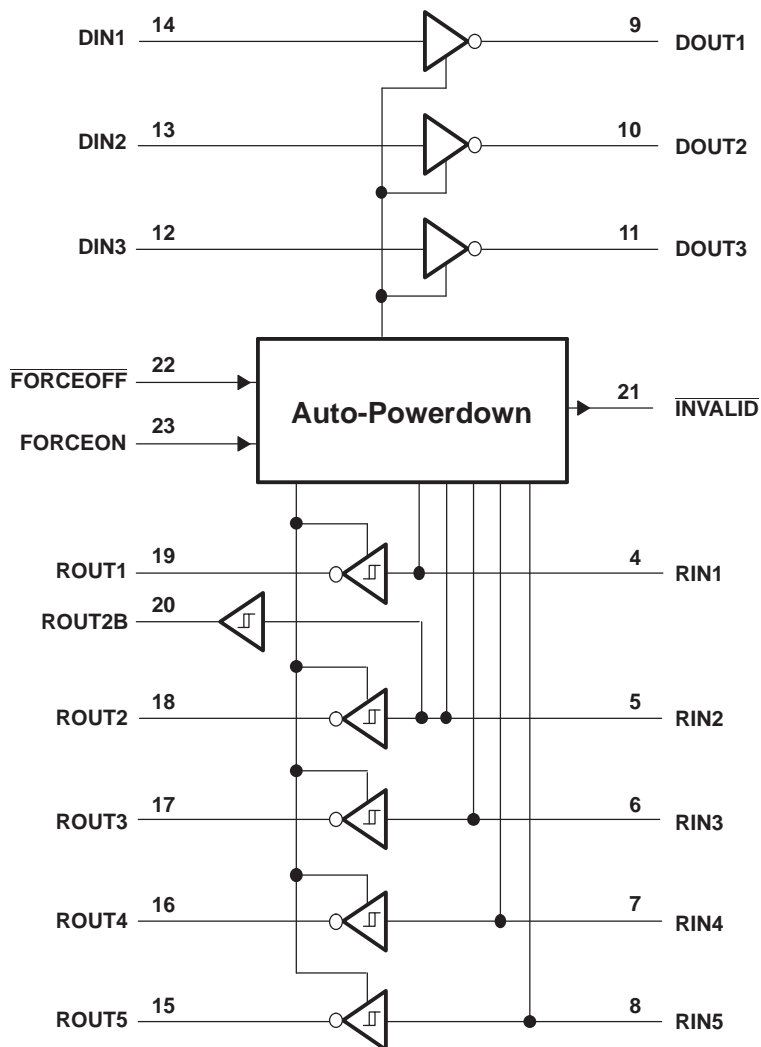 DIN1 14 9 DOUT1
DIN2 13 10 DOUT2
DIN3 12 11 DOUT3
FORCEOFF 22
Auto-Powerdown
21 INVALID
FORCEON 23
ROUT1 19 4 RIN1
ROUT2B 20
ROUT2 18 5 RIN2
ROUT3 17 6 RIN3
ROUT4 16 7 RIN4
ROUT5 15 8 RIN5